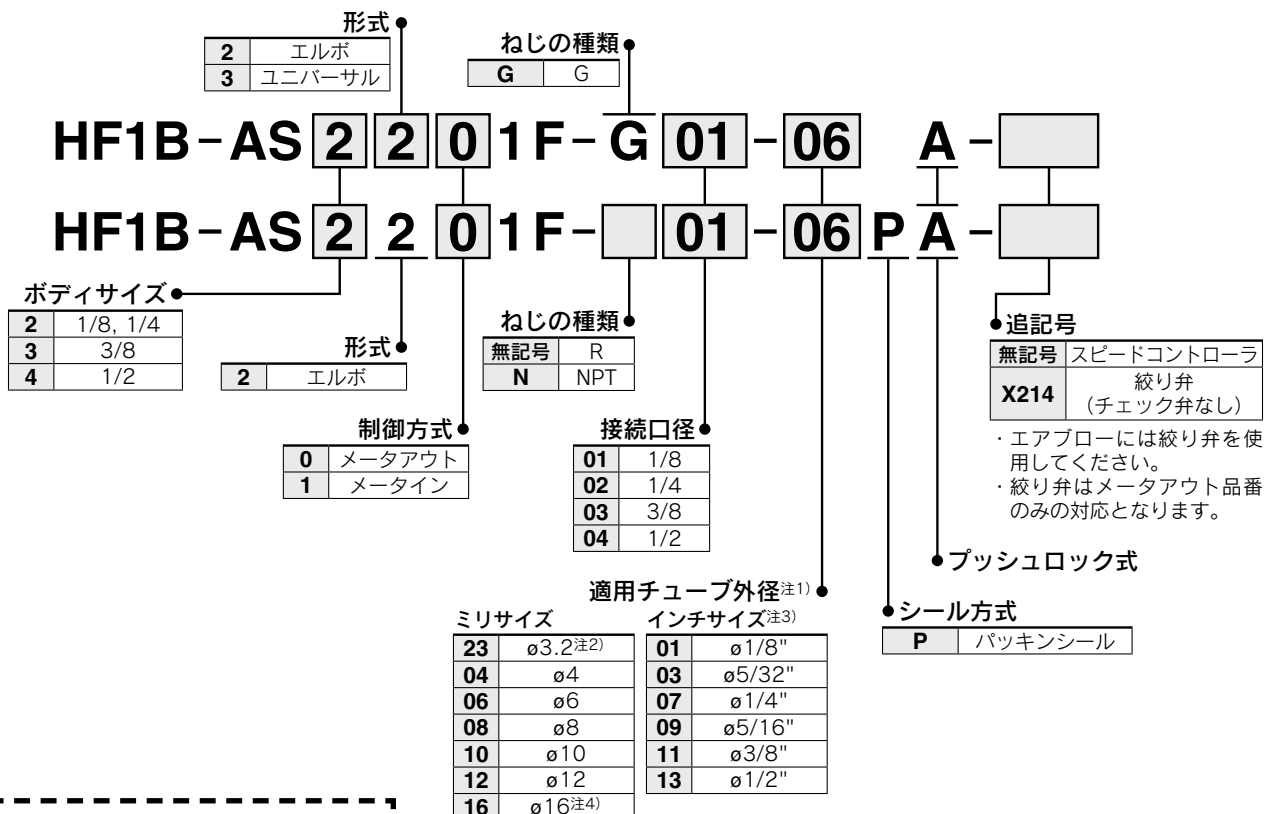 形式
2 エルボ
3 ユニバーサル
ねじの種類
G G
HF1B-AS 2 2 0 1F-G 01-06 A-
HF1B-AS 2 2 0 1F- 01-06 P A-
ボディサイズ
2 1/8, 1/4
3 3/8
4 1/2
形式
2 エルボ
制御方式
0 メータアウト
1 メータイン
ねじの種類
無記号 R
N NPT
接続口径
01 1/8
02 1/4
03 3/8
04 1/2
適用チューブ外径注1)
ミリサイズ
23 ø3.2注2)
04 ø4
06 ø6
08 ø8
10 ø10
12 ø12
16 ø16注4)
インチサイズ注3)
01 ø1/8"
03 ø5/32"
07 ø1/4"
09 ø5/16"
11 ø3/8"
13 ø1/2"
シール方式
P パッキンシール
プッシュロック式
追記号
無記号 スピードコントローラ
X214 絞り弁
(チェック弁なし)
・エアブローには絞り弁を使
用してください。
・絞り弁はメータアウト品番
のみの対応となります。